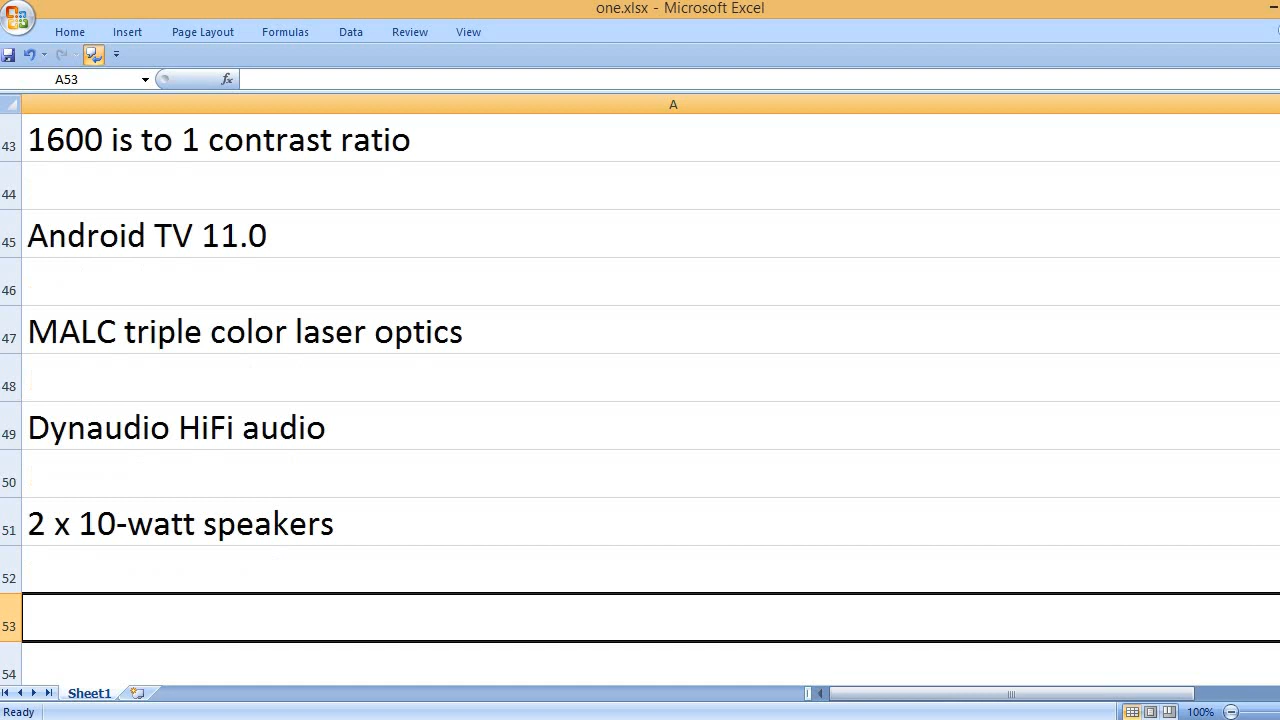 one.xlsx - Microsoft Excel
Home Insert Page Layout Formulas Data Review View
A53 fx
A
43 1600 is to 1 contrast ratio
44
45 Android TV 11.0
46
47 MALC triple color laser optics
48
49 Dynaudio HiFi audio
50
51 2 x 10-watt speakers
52
53
54
Sheet1
Ready 100%